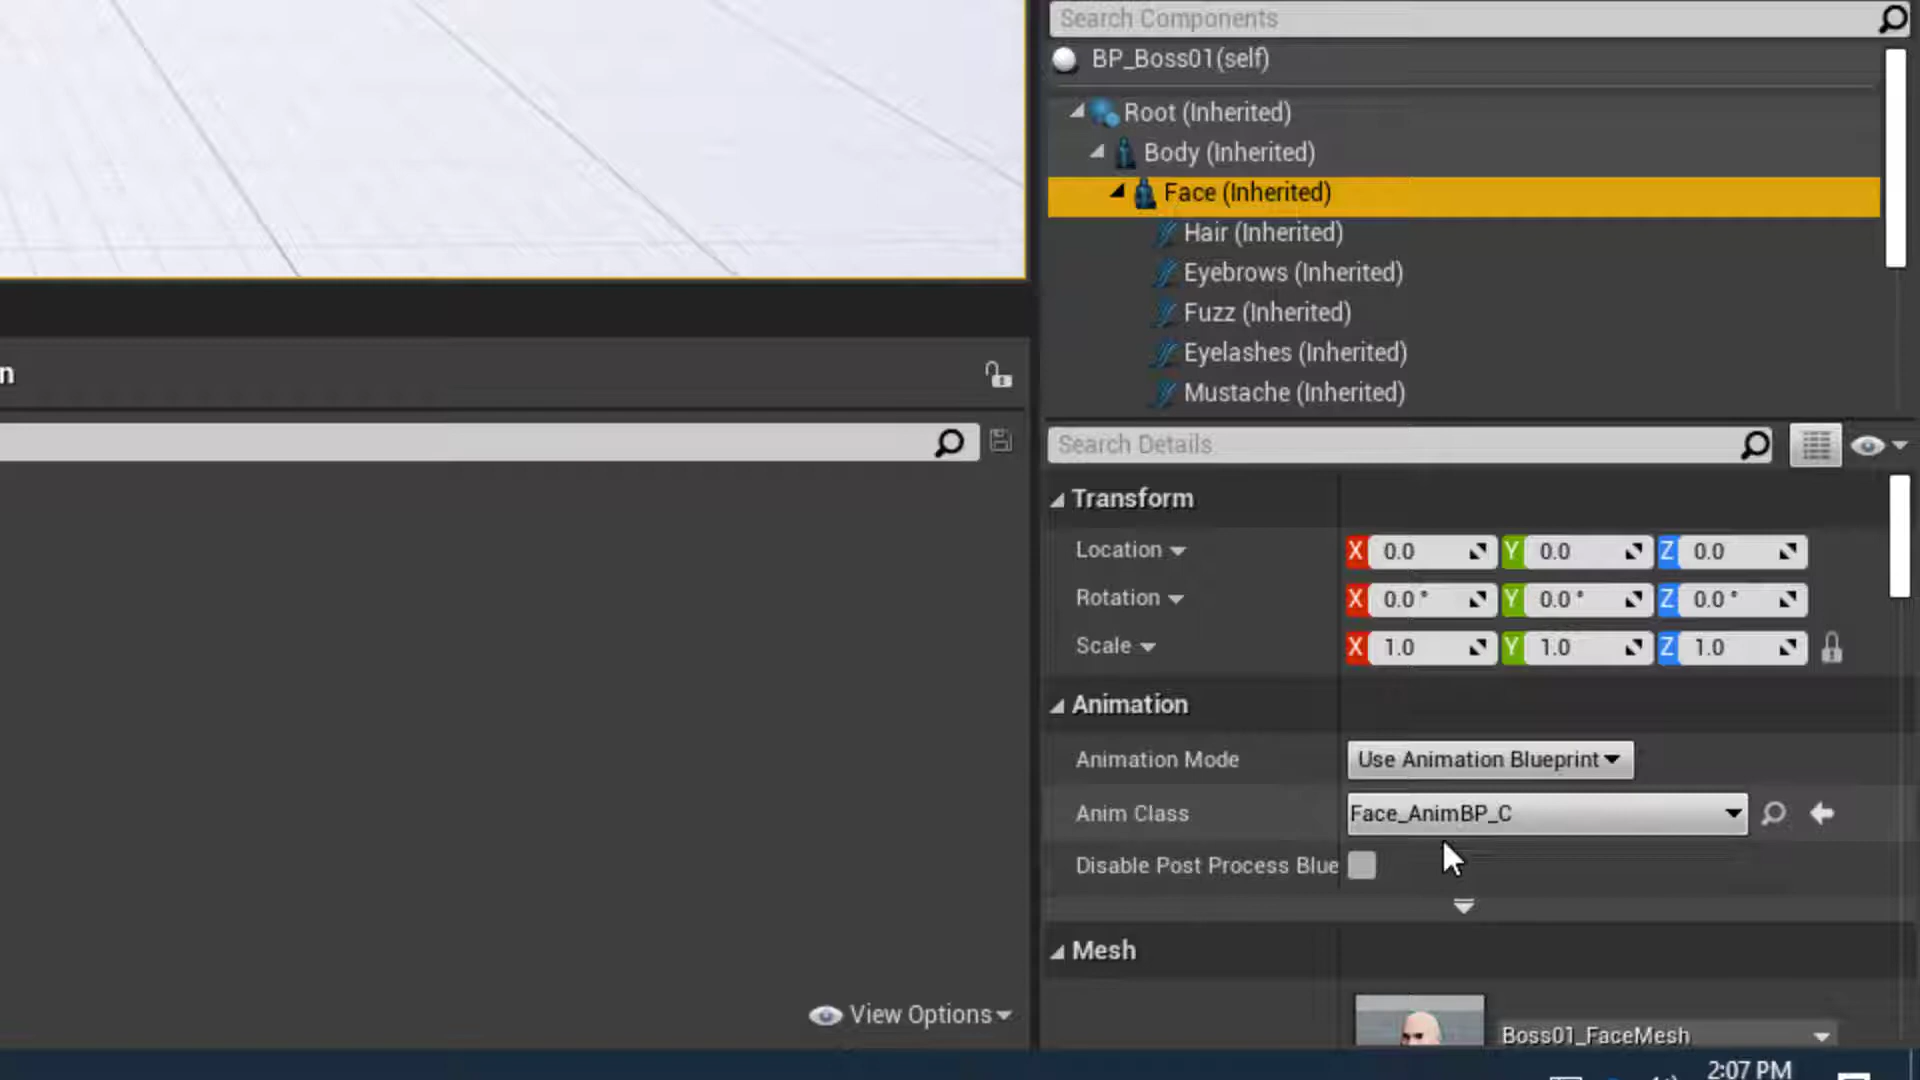 Search Components
BP_Boss01(self)
Root (Inherited)
Body (Inherited)
Face (Inherited)
Hair (Inherited)
Eyebrows (Inherited)
Fuzz (Inherited)
Eyelashes (Inherited)
Mustache (Inherited)
n
Search Details
Transform
Location X 0.0 Y 0.0 Z 0.0
Rotation X 0.0 ° Y 0.0 ° Z 0.0 °
Scale X 1.0 Y 1.0 Z 1.0
Animation
Animation Mode Use Animation Blueprint
Anim Class Face_AnimBP_C
Disable Post Process Blue
Mesh
Boss01_FaceMesh
View Options
2:07 PM